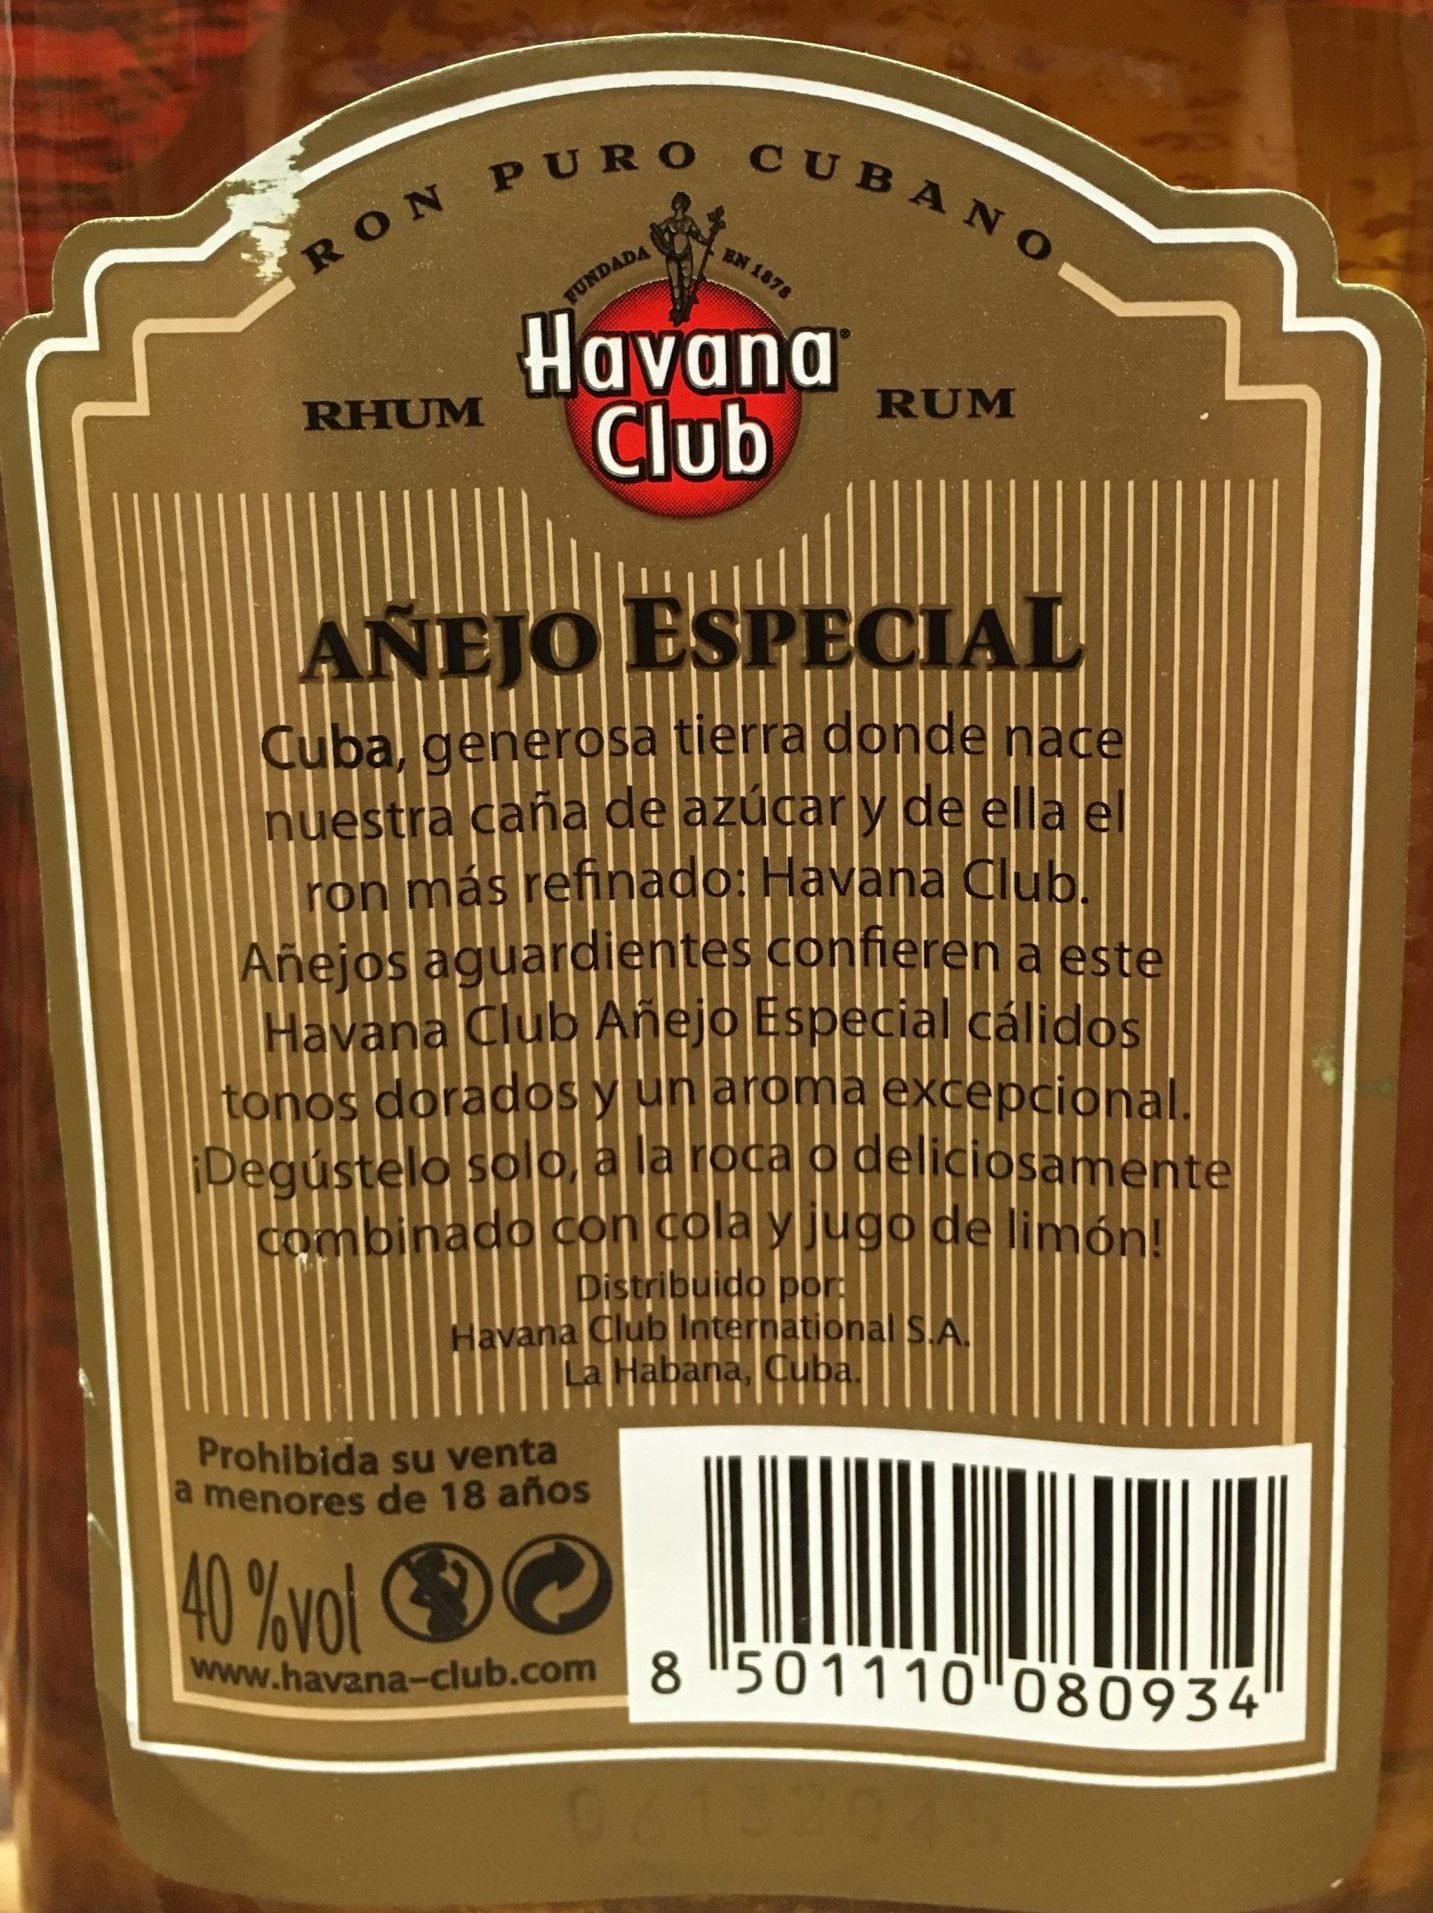 RON PURO CUBANO
FUNDADA EN 1878
Havana
Club
RHUM
RUM
AÑEJO ESPECIAL
Cuba, generosa tierra donde nace
nuestra caña de azúcar y de ella el
ron más refinado: Havana Club.
Añejos aguardientes confieren a este
Havana Club Añejo Especial cálidos
tonos dorados y un aroma excepcional.
¡Degústelo solo, a la roca o deliciosamente
combinado con cola y jugo de limón!
Distribuido por:
Havana Club International S.A.
La Habana, Cuba.
Prohibida su venta
a menores de 18 años
40 %vol
www.havana-club.com
8 501110 080934